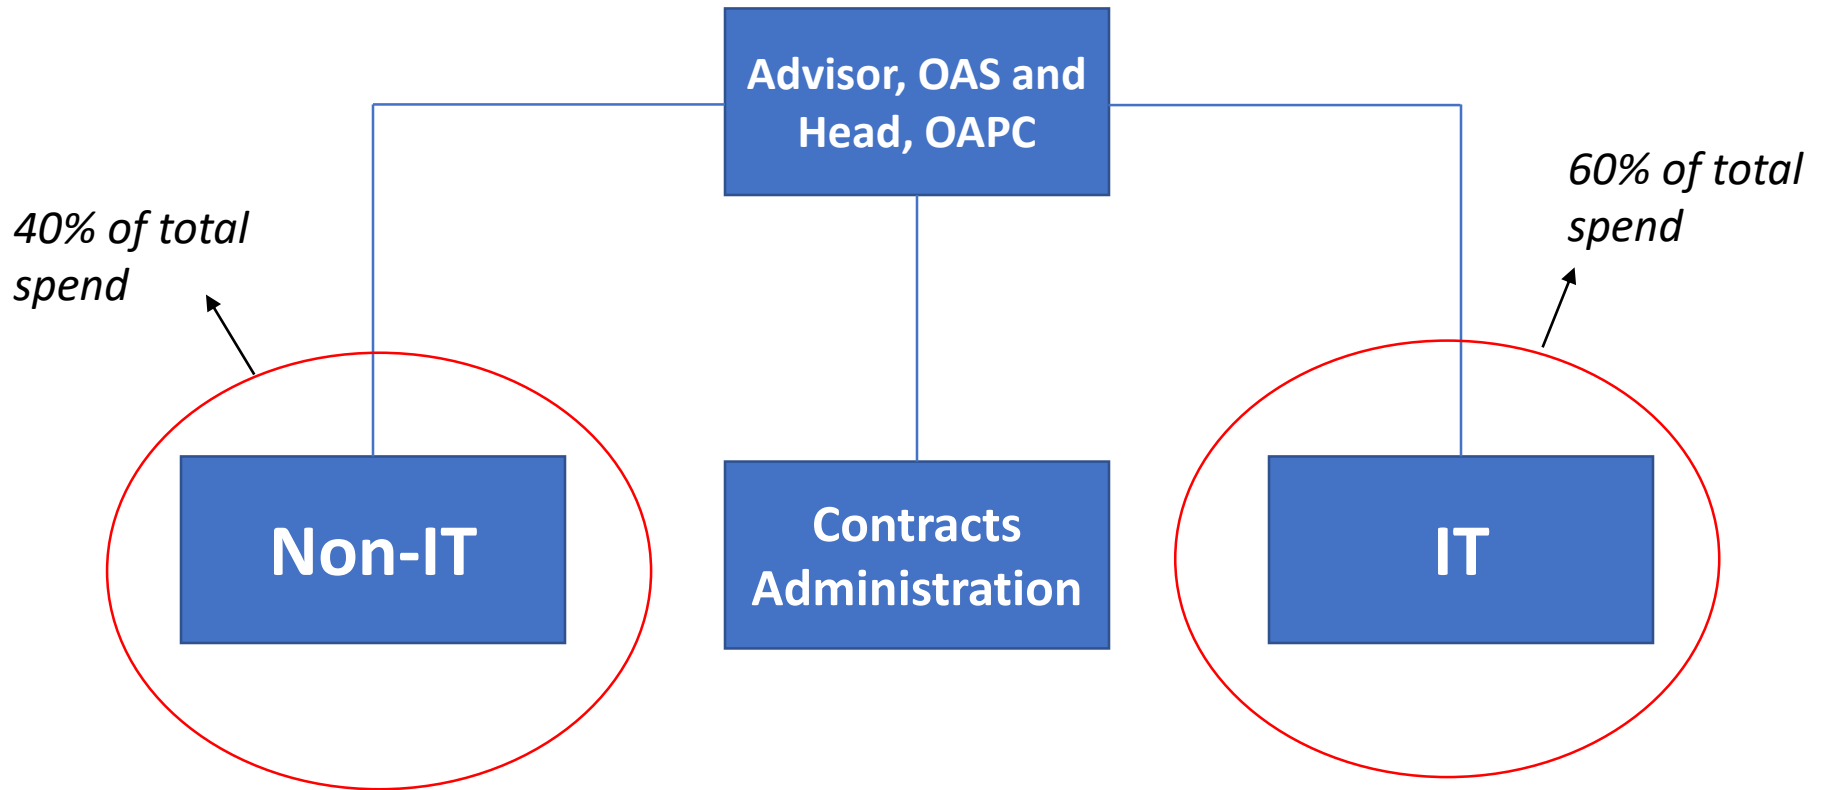 Advisor, OAS and
Head, OAPC
40% of total
spend
60% of total
spend
Non-IT
Contracts
Administration
IT